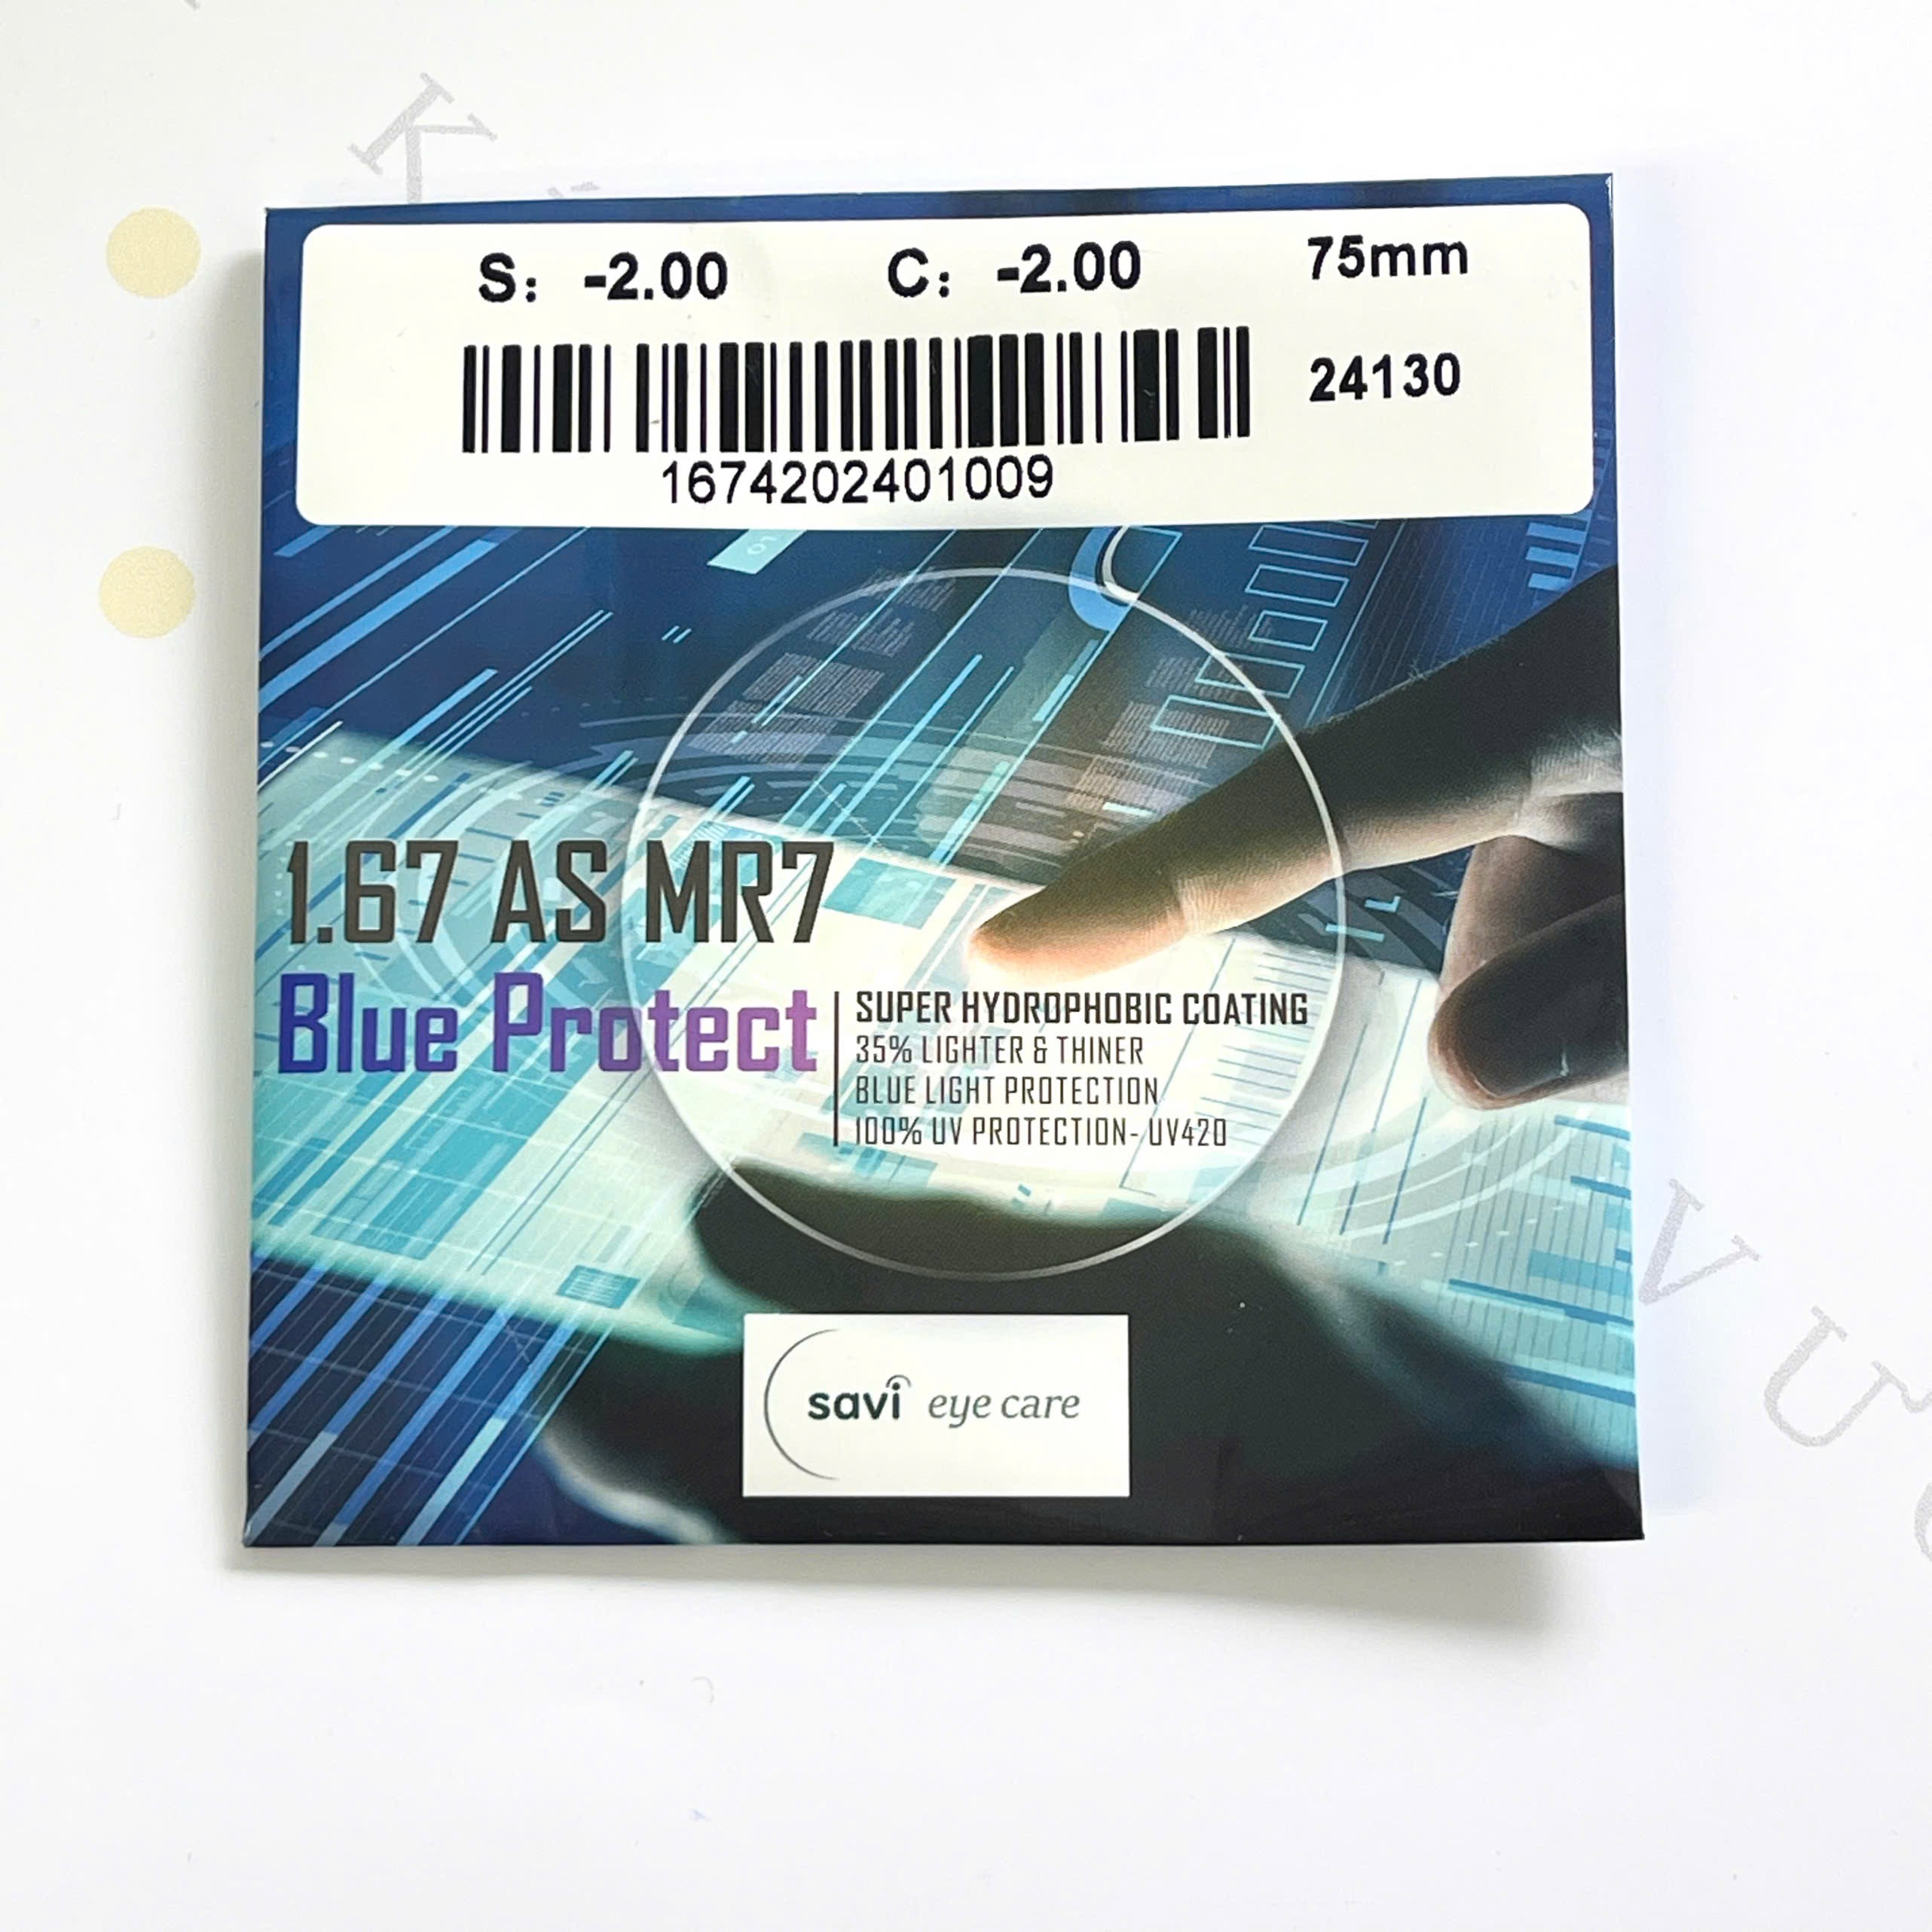 S: -2.00 C: -2.00 75mm
24130
1674202401009
1.67 AS MR7
Blue Protect
SUPER HYDROPHOBIC COATING
35% LIGHTER & THINER
BLUE LIGHT PROTECTION
100% UV PROTECTION- UV420
savi eye care
K
V
U